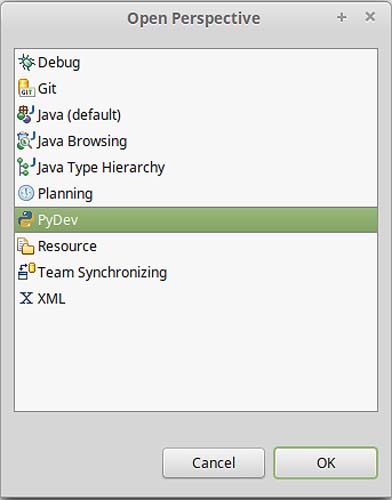 Open Perspective
Debug
GIT Git
Java (default)
Java Browsing
Java Type Hierarchy
Planning
PyDev
Resource
Team Synchronizing
X XML
Cancel OK